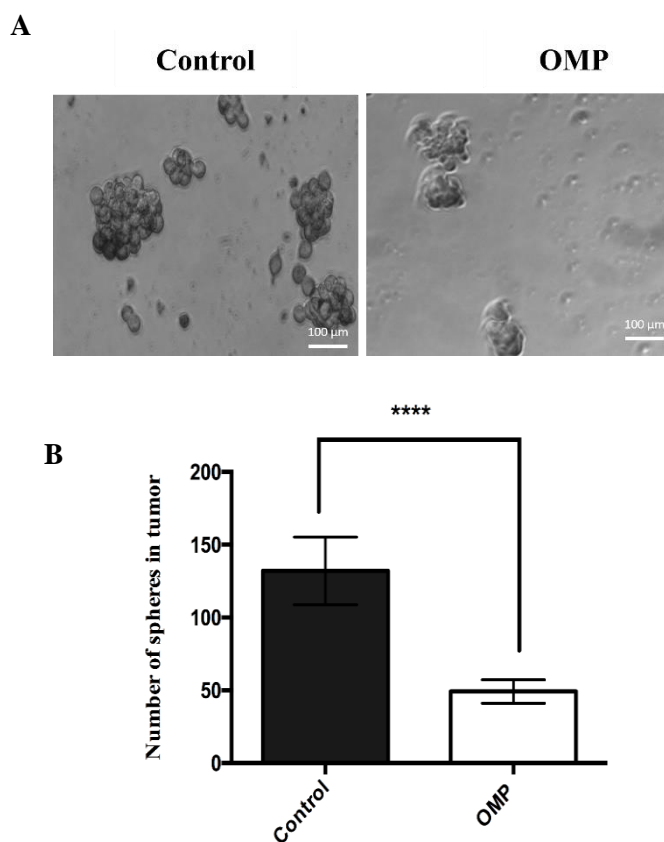 A
Control
OMP
100 µm
100 µm
B
****
Number of spheres in tumor
200
150
100
50
0
Control
OMP